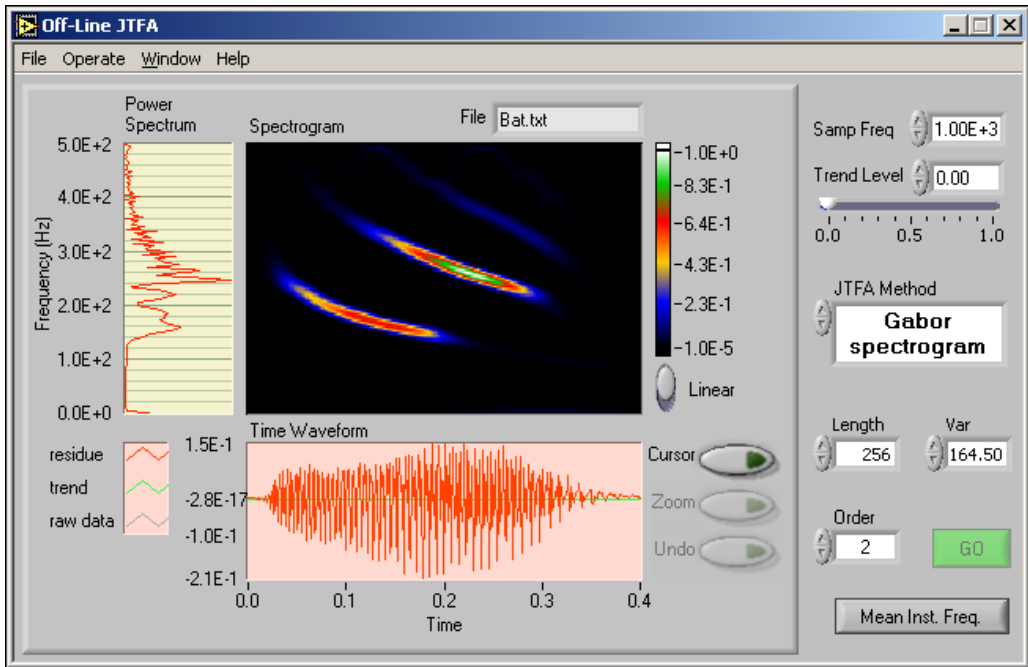 Off-Line JTFA
File Operate Window Help
Power
Spectrum
Spectrogram
File Bat.txt
5.0E+2
4.0E+2
3.0E+2
2.0E+2
1.0E+2
0.0E+0
Frequency (Hz)
1.0E+0
8.3E-1
6.4E-1
4.3E-1
2.3E-1
1.0E-5
Linear
residue
trend
raw data
Time Waveform
1.5E-1
-2.8E-17
-1.0E-1
-2.1E-1
0.0 0.1 0.2 0.3 0.4
Time
Cursor
Zoom
Undo
Samp Freq 1.00E+3
Trend Level 0.00
0.0 0.5 1.0
JTFA Method
Gabor
spectrogram
Length Var
256 164.50
Order
2 GO
Mean Inst. Freq.